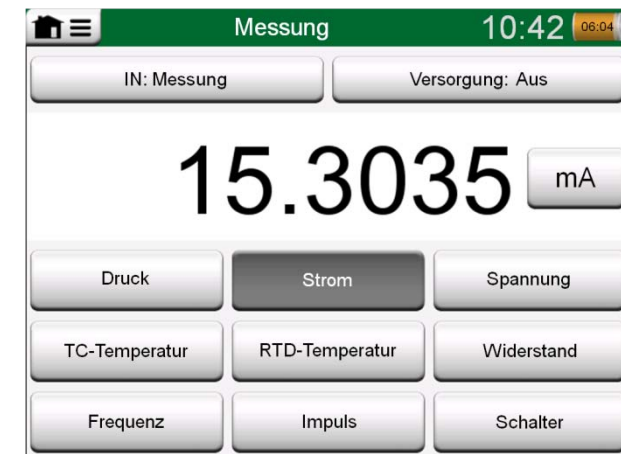 Messung 10:42 06:04
IN: Messung Versorgung: Aus
15.3035 mA
Druck Strom Spannung
TC-Temperatur RTD-Temperatur Widerstand
Frequenz Impuls Schalter